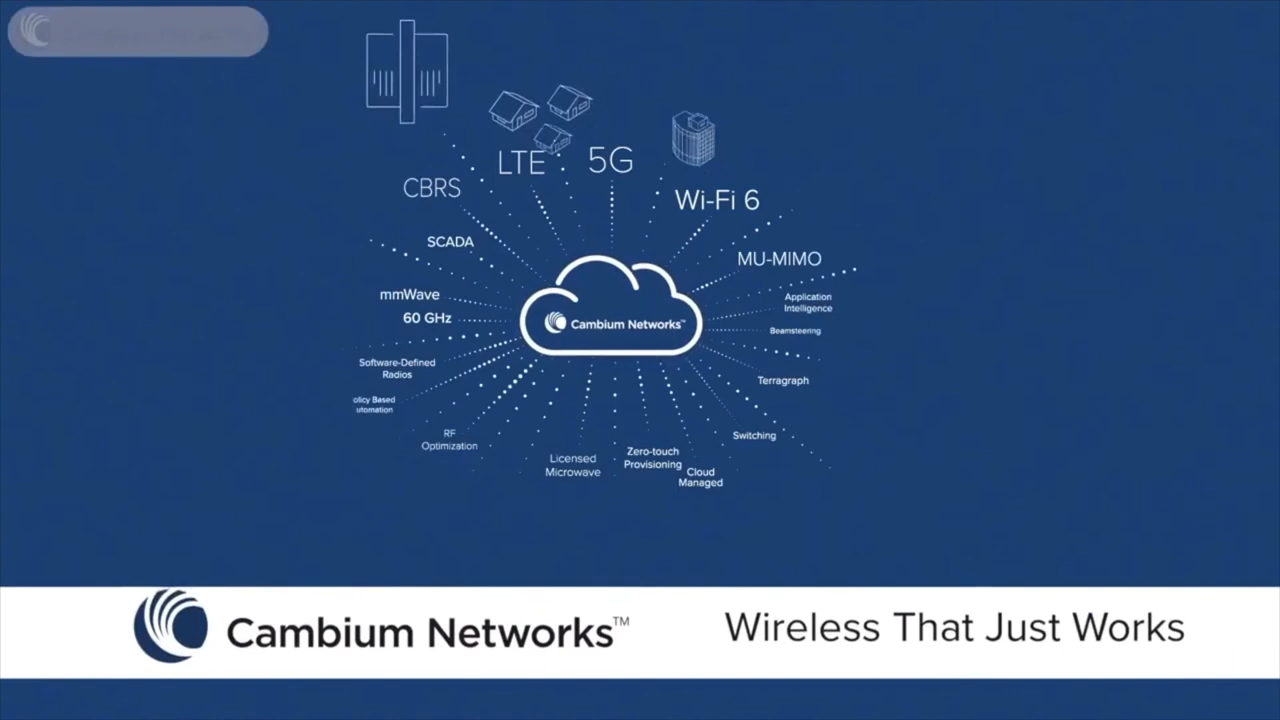 LTE
5G
CBRS
Wi-Fi 6
SCADA
MU-MIMO
mmWave
Application
Intelligence
60 GHz
Cambium Networks™
Beamsteering
Software-Defined
Radios
Terragraph
olicy Based
utomation
RF
Optimization
Switching
Licensed
Microwave
Zero-touch
Provisioning
Cloud
Managed
Cambium Networks™
Wireless That Just Works